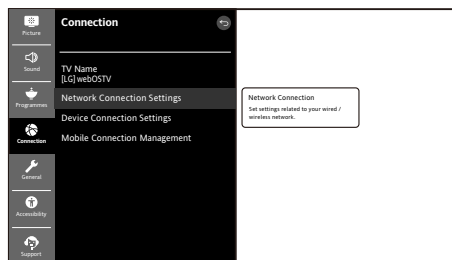 Picture
Sound
Programmes
Connection
General
Accessibility
Support
Connection
TV Name
[LG] webOSTV
Network Connection Settings
Device Connection Settings
Mobile Connection Management
Network Connection
Set settings related to your wired /
wireless network.